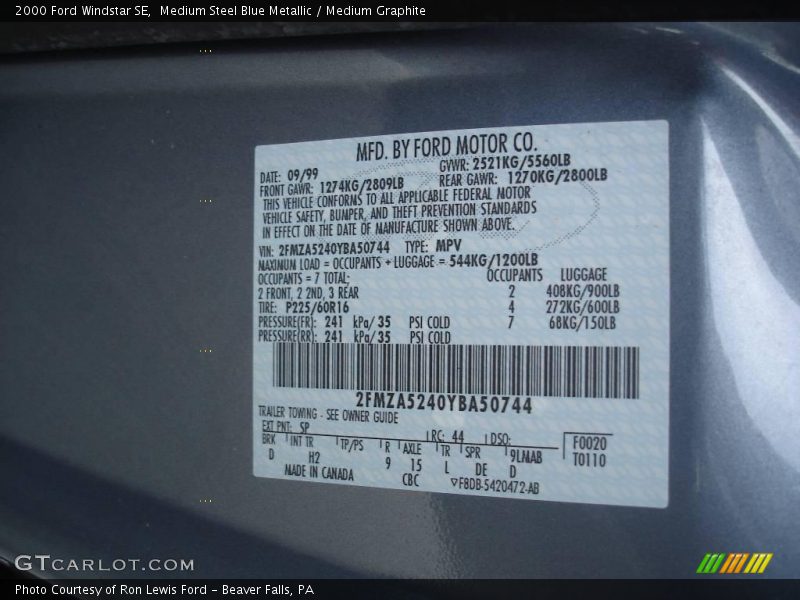 2000 Ford Windstar SE,  Medium Steel Blue Metallic / Medium Graphite
MFD. BY FORD MOTOR CO.
DATE: 09/99 GVWR: 2521KG/5560LB
FRONT GAWR: 1274KG/2809LB REAR GAWR: 1270KG/2800LB
THIS VEHICLE CONFORMS TO ALL APPLICABLE FEDERAL MOTOR
VEHICLE SAFETY, BUMPER, AND THEFT PREVENTION STANDARDS
IN EFFECT ON THE DATE OF MANUFACTURE SHOWN ABOVE.
VIN: 2FMZA5240YBA50744 TYPE: MPV
MAXIMUM LOAD = OCCUPANTS + LUGGAGE = 544KG/1200LB
OCCUPANTS = 7 TOTAL; OCCUPANTS LUGGAGE
2 FRONT, 2 2ND, 3 REAR 2 408KG/900LB
TIRE: P225/60R16 4 272KG/600LB
PRESSURE(FR): 241 kPa/35 PSI COLD 7 68KG/150LB
PRESSURE(RR): 241 kPa/35 PSI COLD
2FMZA5240YBA50744
TRAILER TOWING - SEE OWNER GUIDE
EXT PNT: SP RC: 44 DSO: F0020
BRK INT TR TP/PS R AXLE TR SPR 9LMAB T0110
D H2 9 15 L DE D
MADE IN CANADA CBC ▽F8DB-5420472-AB
GTCARLOT.COM
Photo Courtesy of Ron Lewis Ford - Beaver Falls, PA